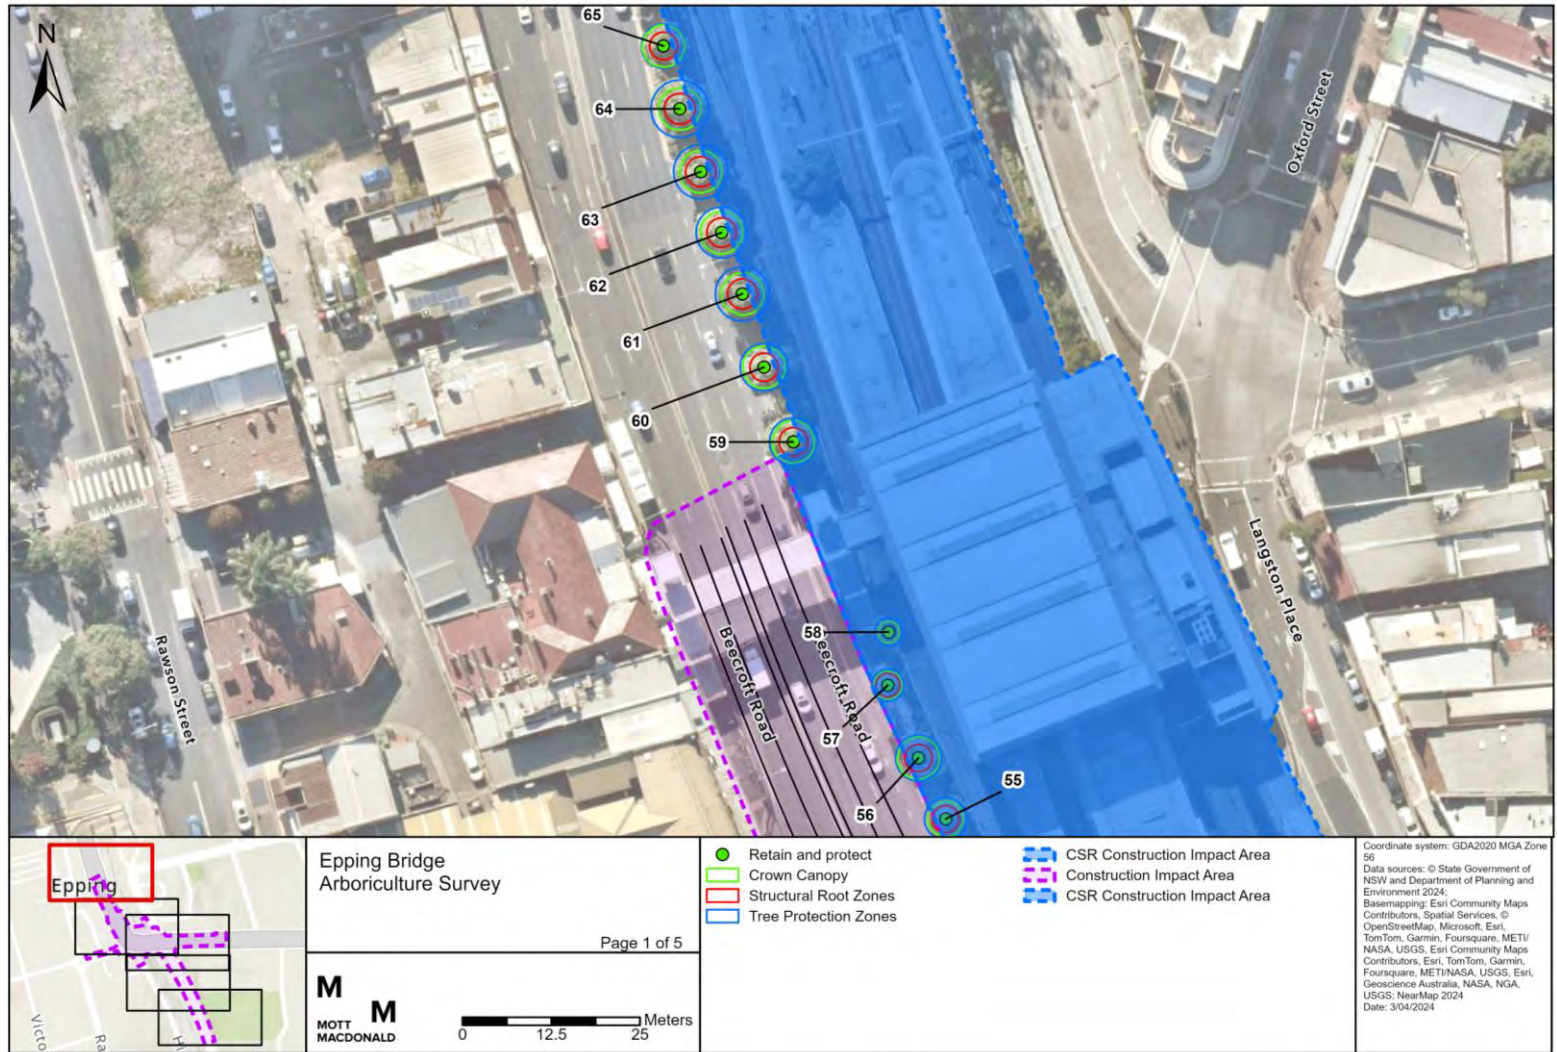 65
N
64
63
62
61
60
59
58
57
56
55
Oxford Street
Langston Place
Rawson Street
Beecroft Road
Beecroft Road
Epping
Victo
Ra
Hi
Epping Bridge
Arboriculture Survey
Page 1 of 5
M
M
MOTT
MACDONALD
Meters
0
12.5
25
Retain and protect
Crown Canopy
Structural Root Zones
Tree Protection Zones
CSR Construction Impact Area
Construction Impact Area
CSR Construction Impact Area
Coordinate system: GDA2020 MGA Zone
56
Data sources: © State Government of
NSW and Department of Planning and
Environment 2024;
Basemapping: Esri Community Maps
Contributors, Spatial Services, ©
OpenStreetMap, Microsoft, Esri,
TomTom, Garmin, Foursquare, METI/
NASA, USGS, Esri Community Maps
Contributors, Esri, TomTom, Garmin,
Foursquare, METI/NASA, USGS, Esri,
Geoscience Australia, NASA, NGA,
USGS; NearMap 2024
Date: 3/04/2024